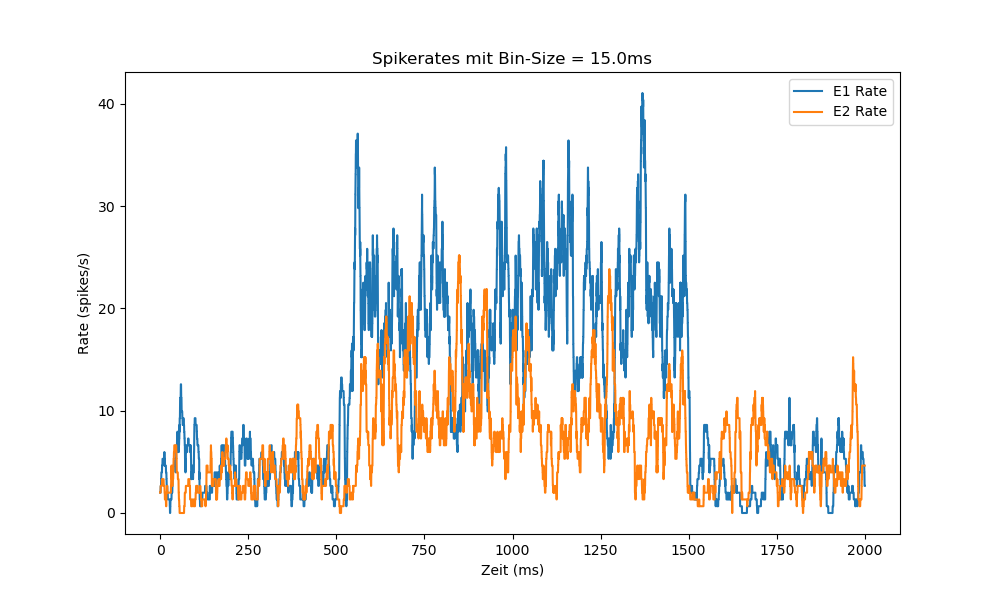 Spikerates mit Bin-Size = 15.0ms
E1 Rate
E2 Rate
40
30
20
10
0
Rate (spikes/s)
0 250 500 750 1000 1250 1500 1750 2000
Zeit (ms)